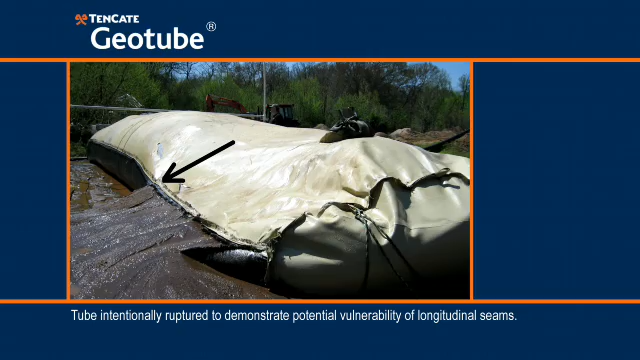 TENCATE
Geotube®
Tube intentionally ruptured to demonstrate potential vulnerability of longitudinal seams.